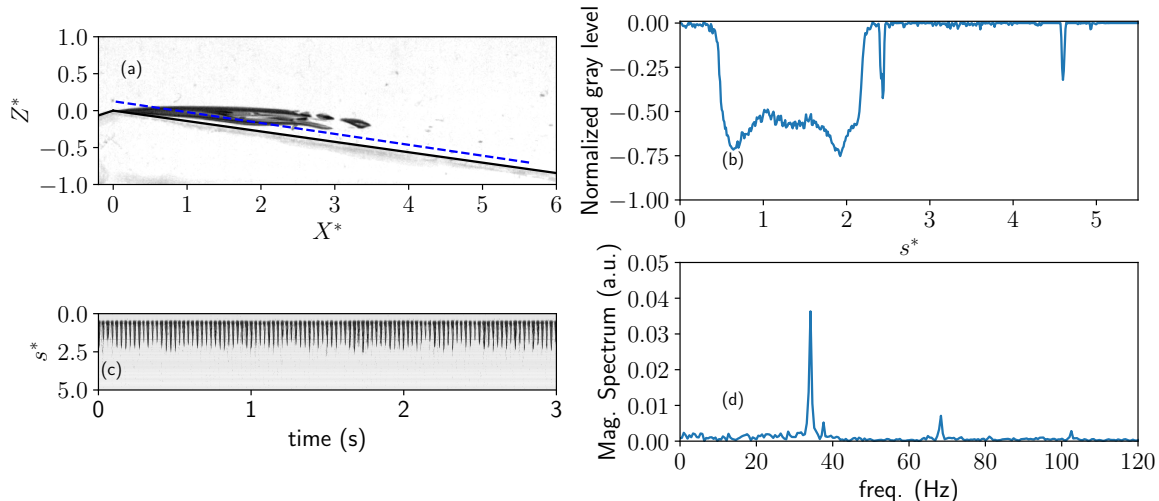 1.0
0.5
0.0
−0.5
−1.0
Z*
(a)
0 1 2 3 4 5 6
X*
0.00
−0.25
−0.50
−0.75
−1.00
Normalized gray level
(b)
0 1 2 3 4 5
s*
0.0
2.5
5.0
s*
(c)
0 1 2 3
time (s)
0.05
0.04
0.03
0.02
0.01
0.00
Mag. Spectrum (a.u.)
(d)
0 20 40 60 80 100 120
freq. (Hz)